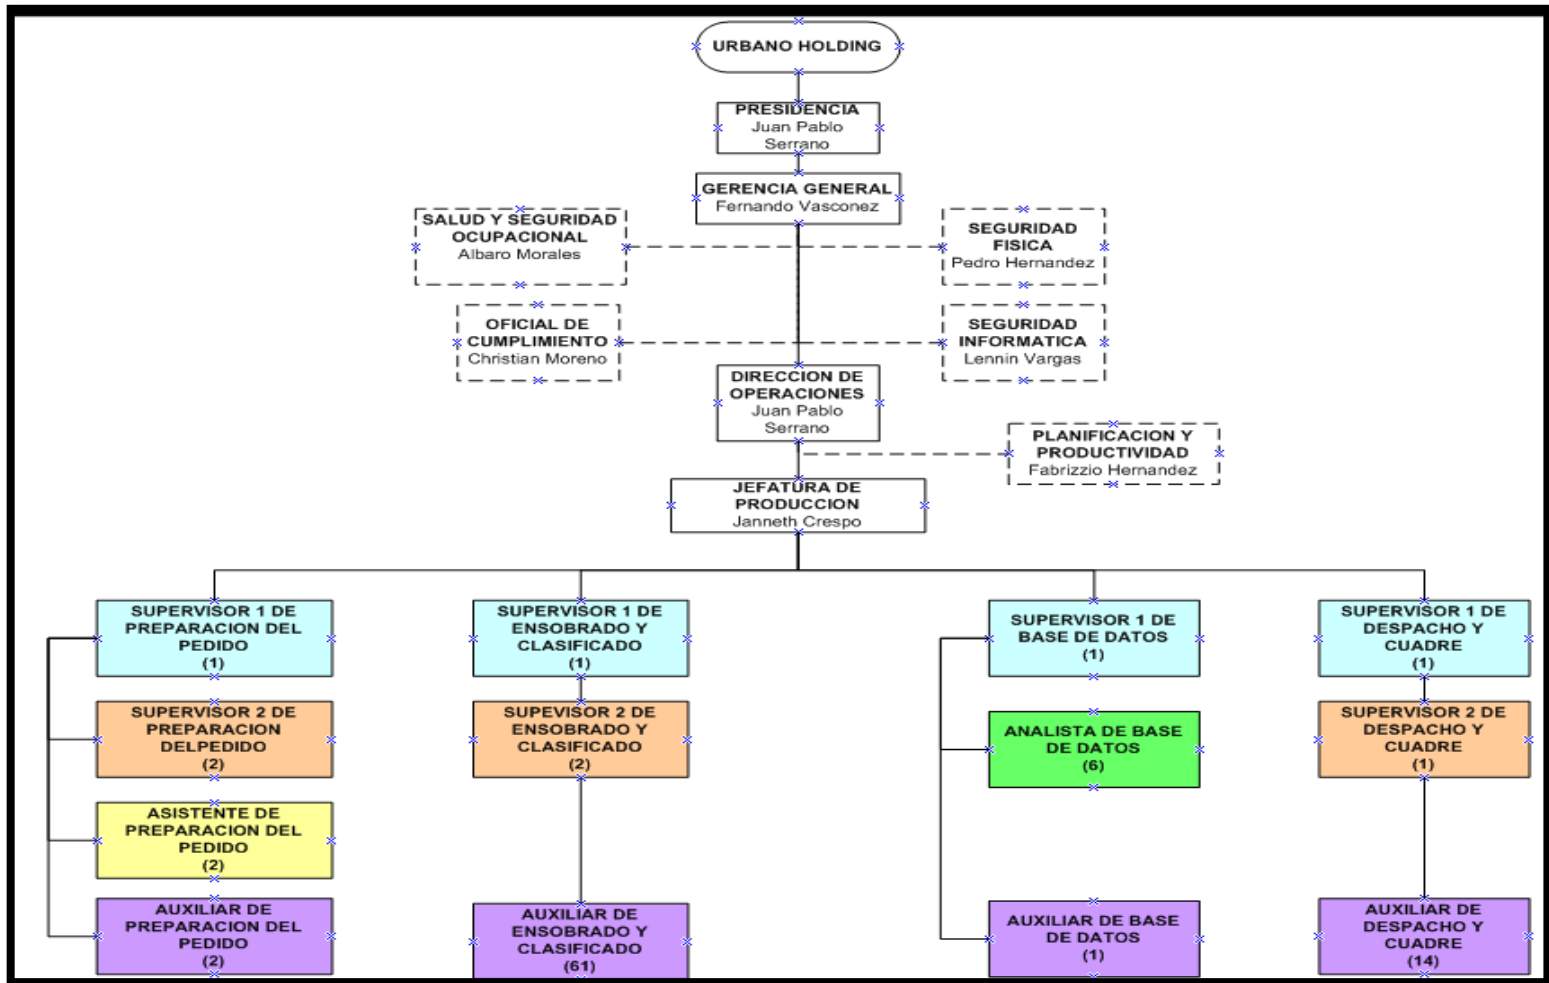 URBANO HOLDING
PRESIDENCIA
Juan Pablo
Serrano
GERENCIA GENERAL
Fernando Vasconez
SALUD Y SEGURIDAD
OCUPACIONAL
Albaro Morales
SEGURIDAD
FISICA
Pedro Hernandez
OFICIAL DE
CUMPLIMIENTO
Christian Moreno
SEGURIDAD
INFORMATICA
Lennin Vargas
DIRECCION DE
OPERACIONES
Juan Pablo
Serrano
PLANIFICACION Y
PRODUCTIVIDAD
Fabrizzio Hernandez
JEFATURA DE
PRODUCCION
Janneth Crespo
SUPERVISOR 1 DE
PREPARACION DEL
PEDIDO
(1)
SUPERVISOR 1 DE
ENSOBRADO Y
CLASIFICADO
(1)
SUPERVISOR 1 DE
BASE DE DATOS
(1)
SUPERVISOR 1 DE
DESPACHO Y
CUADRE
(1)
SUPERVISOR 2 DE
PREPARACION
DELPEDIDO
(2)
SUPEVISOR 2 DE
ENSOBRADO Y
CLASIFICADO
(2)
ANALISTA DE BASE
DE DATOS
(6)
SUPERVISOR 2 DE
DESPACHO Y
CUADRE
(1)
ASISTENTE DE
PREPARACION DEL
PEDIDO
(2)
AUXILIAR DE
PREPARACION DEL
PEDIDO
(2)
AUXILIAR DE
ENSOBRADO Y
CLASIFICADO
(61)
AUXILIAR DE BASE
DE DATOS
(1)
AUXILIAR DE
DESPACHO Y
CUADRE
(14)